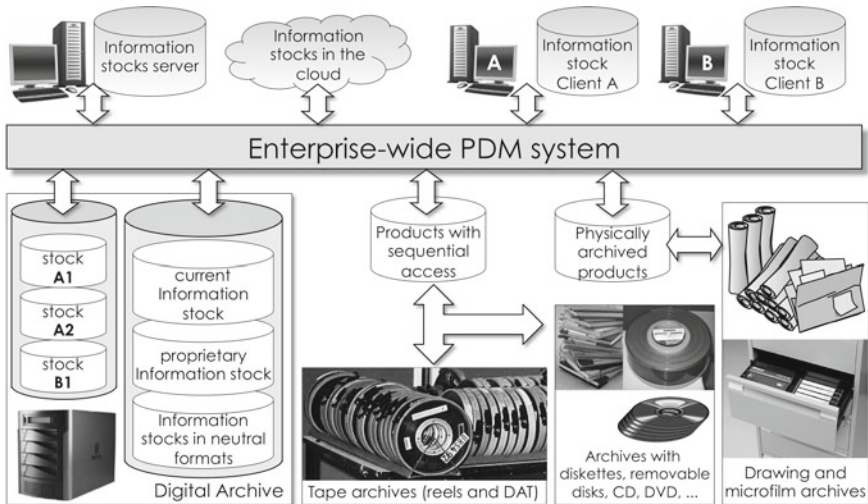 Information
stocks server
Information
stocks in the
cloud
A
Information
stock
Client A
B
Information
stock
Client B
Enterprise-wide PDM system
stock
A1
stock
A2
stock
B1
current
Information
stock
proprietary
Information stock
Information
stocks in neutral
formats
Digital Archive
Products with
sequential
access
Physically
archived
products
Tape archives (reels and DAT)
Archives with
diskettes, removable
disks, CD, DVD, ...
Drawing and
microfilm archives